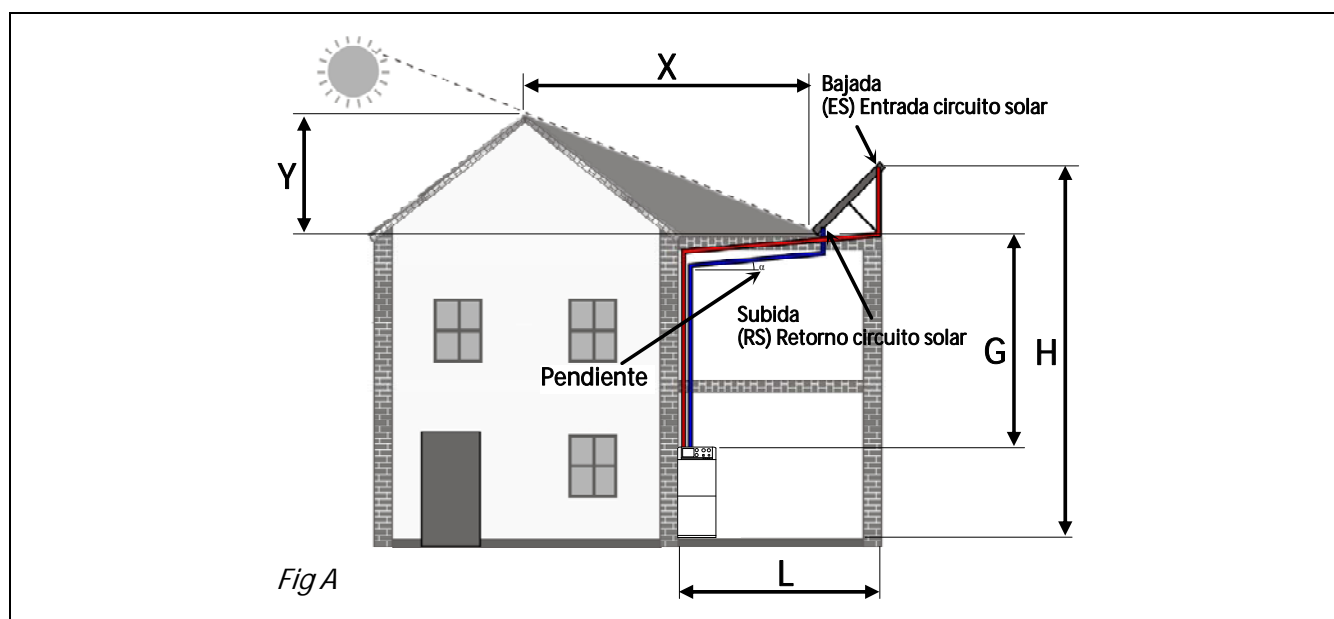 X
Bajada
(ES) Entrada circuito solar
Y
α
Subida
(RS) Retorno circuito solar
G
H
Pendiente
L
Fig A